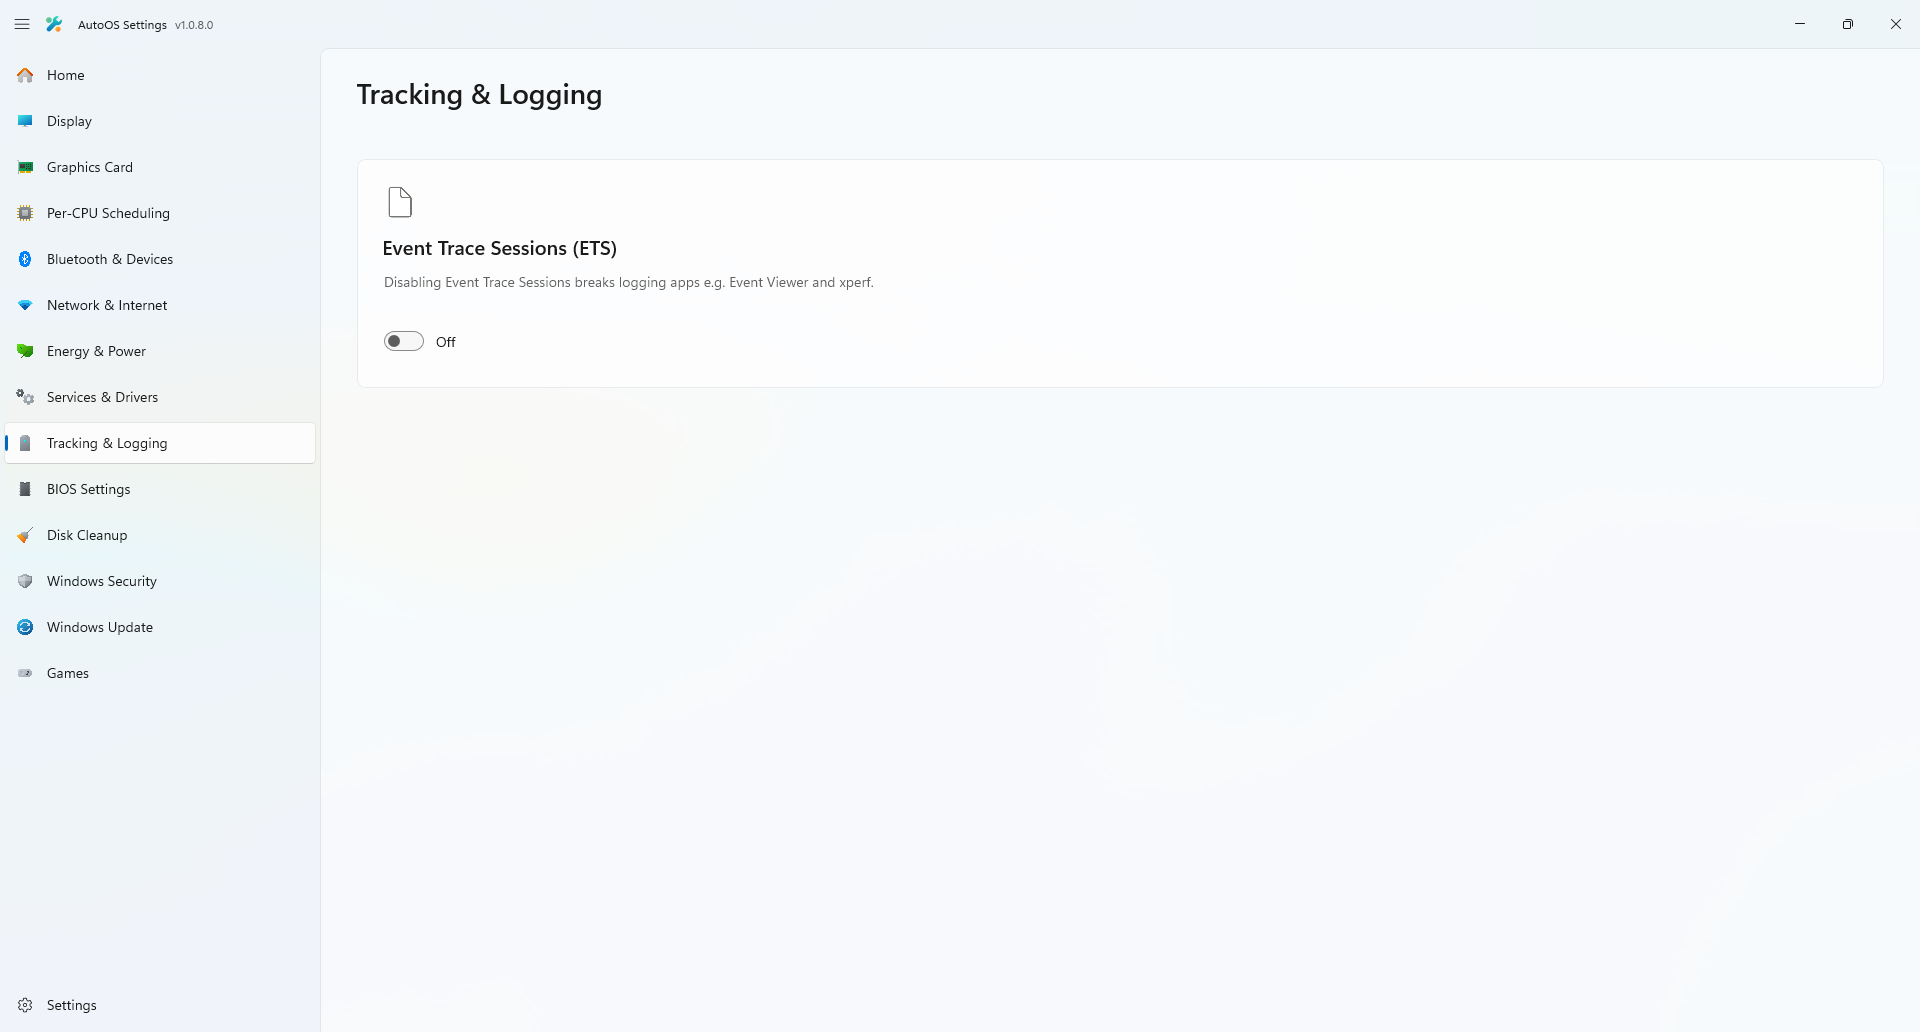 AutoOS Settings v1.0.8.0
Home
Display
Graphics Card
Per-CPU Scheduling
Bluetooth & Devices
Network & Internet
Energy & Power
Services & Drivers
Tracking & Logging
BIOS Settings
Disk Cleanup
Windows Security
Windows Update
Games
Settings
Tracking & Logging
Event Trace Sessions (ETS)
Disabling Event Trace Sessions breaks logging apps e.g. Event Viewer and xperf.
Off